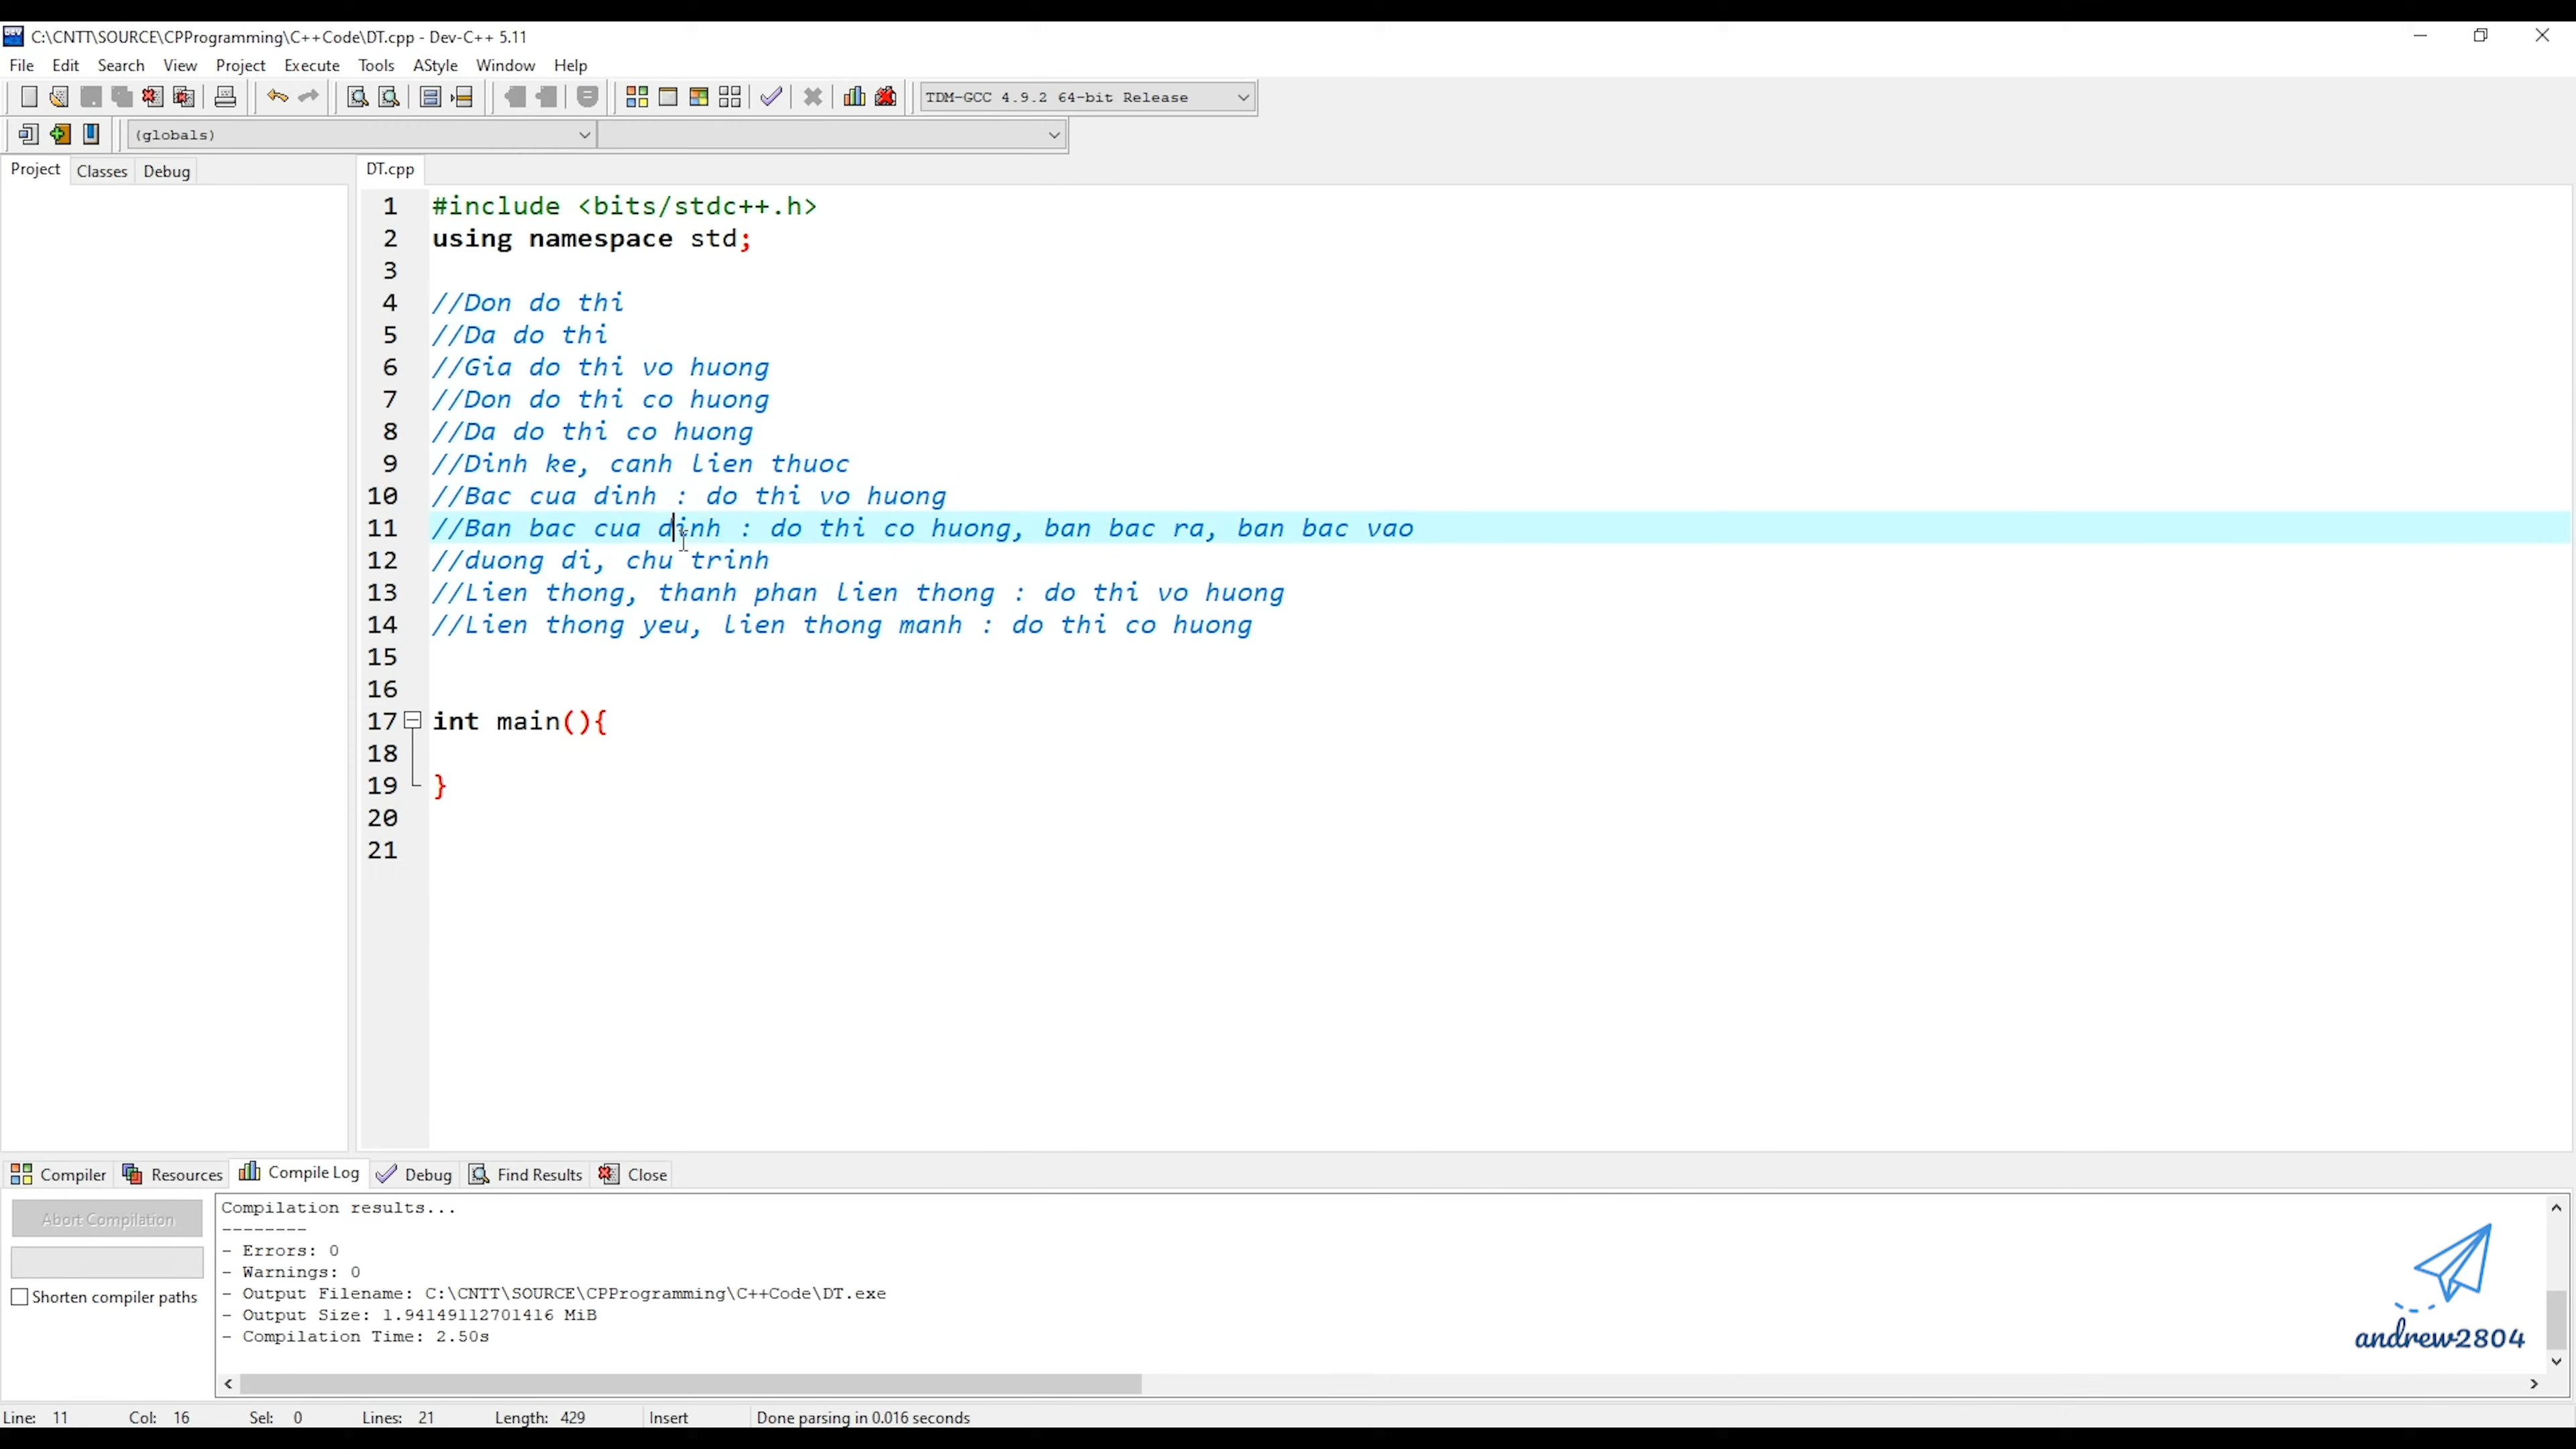 C:\CNTT\SOURCE\CPProgramming\C++Code\DT.cpp - Dev-C++ 5.11
File Edit Search View Project Execute Tools AStyle Window Help
TDM-GCC 4.9.2 64-bit Release
(globals)
Project Classes Debug DT.cpp
1 #include <bits/stdc++.h>
2 using namespace std;
3
4 //Don do thi
5 //Da do thi
6 //Gia do thi vo huong
7 //Don do thi co huong
8 //Da do thi co huong
9 //Dinh ke, canh lien thuoc
10 //Bac cua dinh : do thi vo huong
11 //Ban bac cua dinh : do thi co huong, ban bac ra, ban bac vao
12 //duong di, chu trinh
13 //Lien thong, thanh phan lien thong : do thi vo huong
14 //Lien thong yeu, lien thong manh : do thi co huong
15
16
17 int main(){
18
19 }
20
21
Compiler Resources Compile Log Debug Find Results Close
Abort Compilation
Shorten compiler paths
Compilation results...
--------
- Errors: 0
- Warnings: 0
- Output Filename: C:\CNTT\SOURCE\CPProgramming\C++Code\DT.exe
- Output Size: 1.94149112701416 MiB
- Compilation Time: 2.50s
andrew2804
Line: 11 Col: 16 Sel: 0 Lines: 21 Length: 429 Insert Done parsing in 0.016 seconds